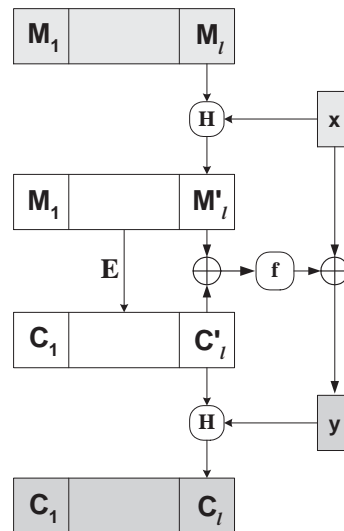 M₁ Mₗ
H x
M₁ M'ₗ
E f
C₁ C'ₗ
H y
C₁ Cₗ